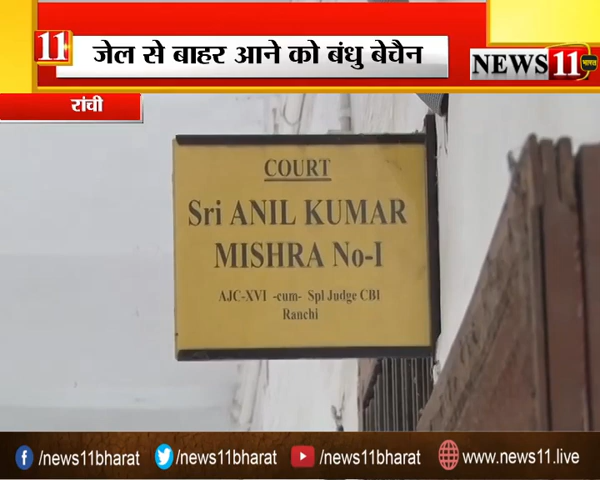 11
जेल से बाहर आने को बंधु बेचैन
NEWS 11 भारत
रांची
COURT
Sri ANIL KUMAR
MISHRA No-I
AJC-XVI -cum- Spl Judge CBI
Ranchi
/news11bharat /news11bharat /news11bharat www.news11.live